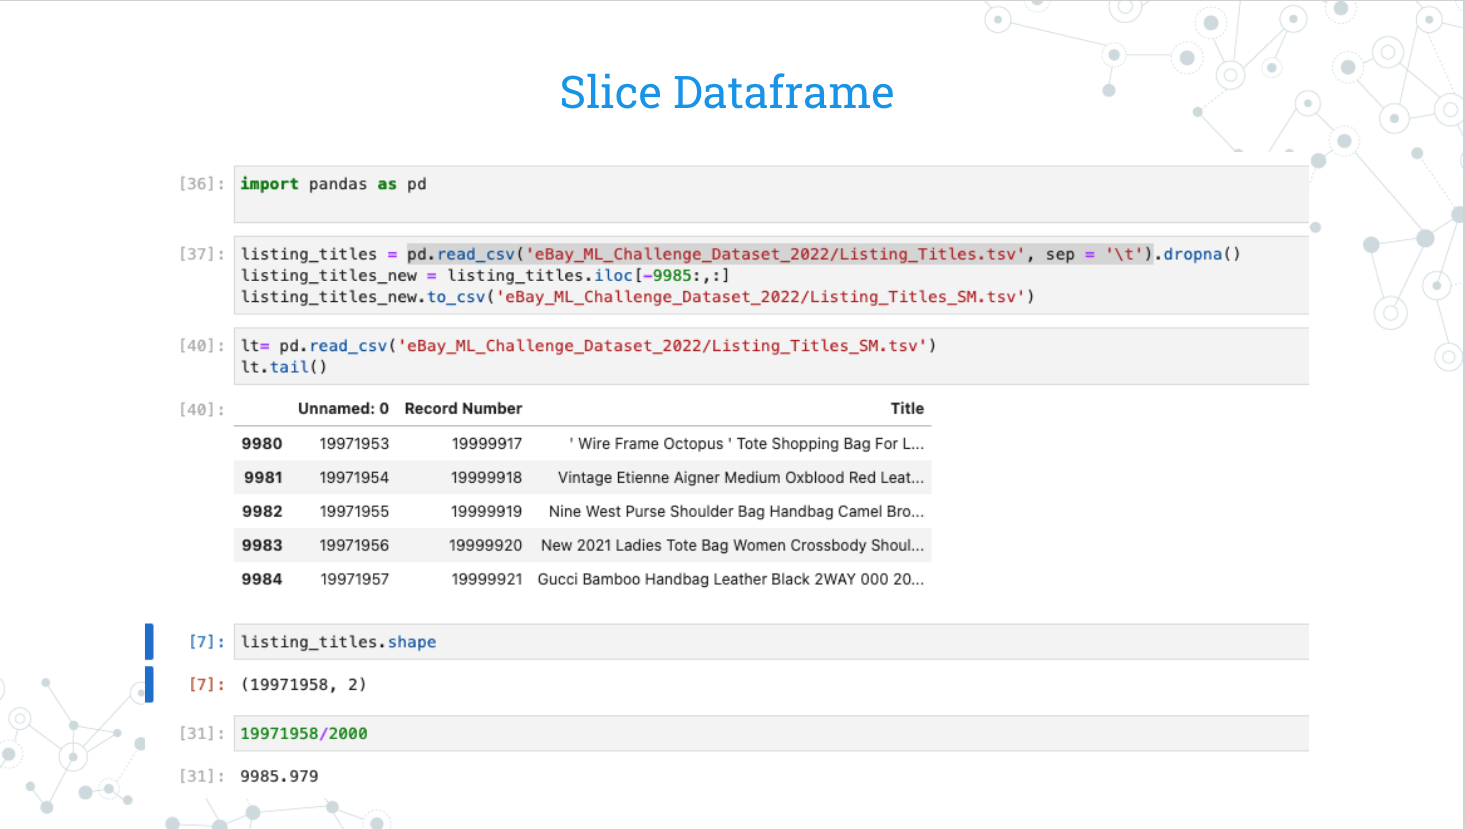 Slice Dataframe
[36]: import pandas as pd
[37]: listing_titles = pd.read_csv('eBay_ML_Challenge_Dataset_2022/Listing_Titles.tsv', sep = '\t').dropna()
listing_titles_new = listing_titles.iloc[-9985:,:]
listing_titles_new.to_csv('eBay_ML_Challenge_Dataset_2022/Listing_Titles_SM.tsv')
[40]: lt= pd.read_csv('eBay_ML_Challenge_Dataset_2022/Listing_Titles_SM.tsv')
lt.tail()
[40]: Unnamed: 0 Record Number Title
9980 19971953 19999917 ' Wire Frame Octopus ' Tote Shopping Bag For L...
9981 19971954 19999918 Vintage Etienne Aigner Medium Oxblood Red Leat...
9982 19971955 19999919 Nine West Purse Shoulder Bag Handbag Camel Bro...
9983 19971956 19999920 New 2021 Ladies Tote Bag Women Crossbody Shoul...
9984 19971957 19999921 Gucci Bamboo Handbag Leather Black 2WAY 000 20...
[7]: listing_titles.shape
[7]: (19971958, 2)
[31]: 19971958/2000
[31]: 9985.979